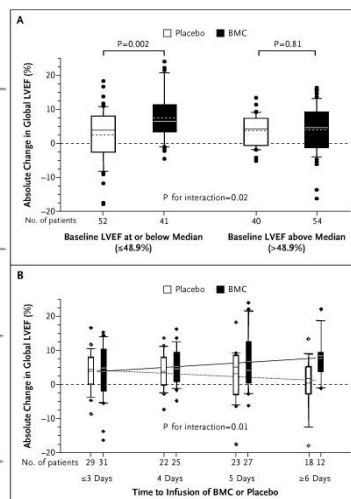 A
Placebo BMC
P=0.002 P=0.81
Absolute Change in Global LVEF (%)
30
20
10
0
−10
−20
P for interaction=0.02
No. of patients 52 41 40 54
Baseline LVEF at or below Median Baseline LVEF above Median
(≤48.9%) (>48.9%)
B
Placebo BMC
Absolute Change in Global LVEF (%)
30
20
10
0
−10
−20
P for interaction=0.01
No. of patients 29 31 22 25 23 27 18 12
≤3 Days 4 Days 5 Days ≥6 Days
Time to Infusion of BMC or Placebo